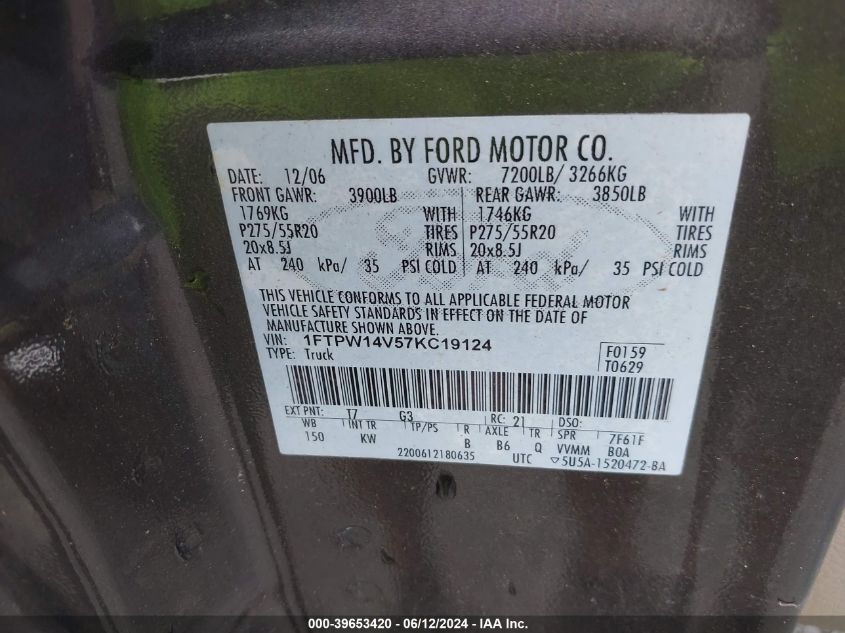 MFD. BY FORD MOTOR CO.
DATE: 12/06 GVWR: 7200LB/ 3266KG
FRONT GAWR: 3900LB REAR GAWR: 3850LB
1769KG WITH 1746KG WITH
P275/55R20 TIRES P275/55R20 TIRES
20x8.5J RIMS 20x8.5J RIMS
AT 240 kPa/ 35 PSI COLD AT 240 kPa/ 35 PSI COLD
THIS VEHICLE CONFORMS TO ALL APPLICABLE FEDERAL MOTOR
VEHICLE SAFETY STANDARDS IN EFFECT ON THE DATE OF
MANUFACTURE SHOWN ABOVE.
VIN: 1FTPW14V57KC19124
TYPE: Truck
F0159
T0629
EXT PNT: T7 G3 RC: 21 DSO:
WB INT TR TP/PS R AXLE TR SPR 7F61F
150 KW B B6 Q VVMM BOA
2200612180635 UTC ▽5U5A-1520472-BA
000-39653420 - 06/12/2024 - IAA Inc.